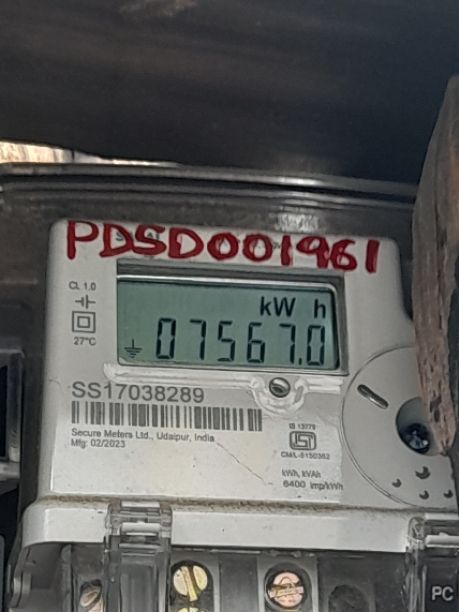 PDSD001961
CL 1.0
kW h
07567.0
27°C
SS17038289
Secure Meters Ltd., Udaipur, India
Mfg: 02/2023
IS 13779
CM/L-5150362
kWh, kVAh
6400 imp/kWh
PC